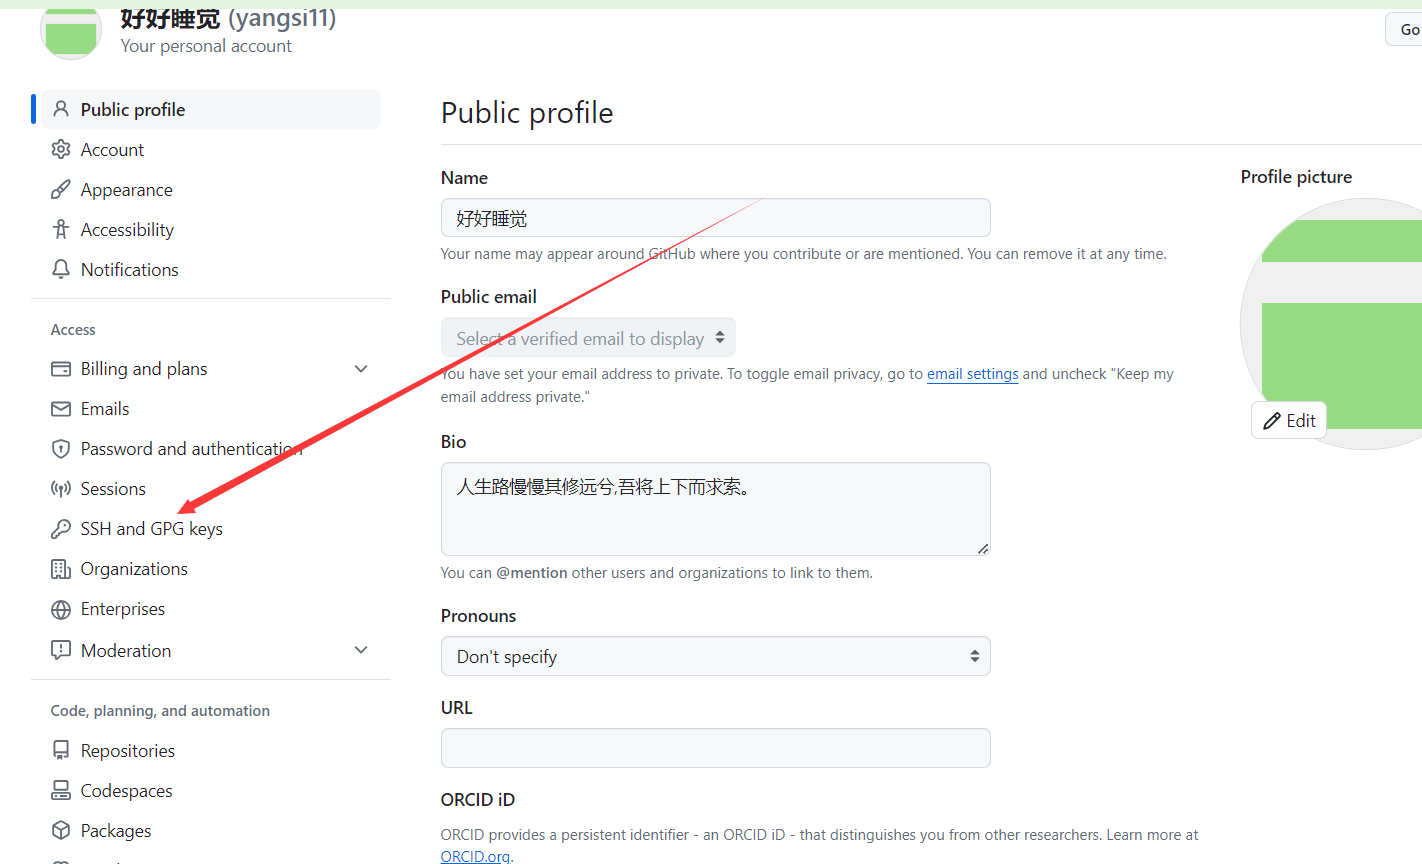 好好睡觉 (yangsi11)
Your personal account
Go
Public profile
Account
Appearance
Accessibility
Notifications
Access
Billing and plans
Emails
Password and authentication
Sessions
SSH and GPG keys
Organizations
Enterprises
Moderation
Code, planning, and automation
Repositories
Codespaces
Packages
Public profile
Name
好好睡觉
Your name may appear around GitHub where you contribute or are mentioned. You can remove it at any time.
Public email
Select a verified email to display
You have set your email address to private. To toggle email privacy, go to email settings and uncheck "Keep my
email address private."
Bio
人生路慢慢其修远兮,吾将上下而求索。
You can @mention other users and organizations to link to them.
Pronouns
Don't specify
URL
ORCID iD
ORCID provides a persistent identifier - an ORCID iD - that distinguishes you from other researchers. Learn more at
ORCID.org.
Profile picture
Edit